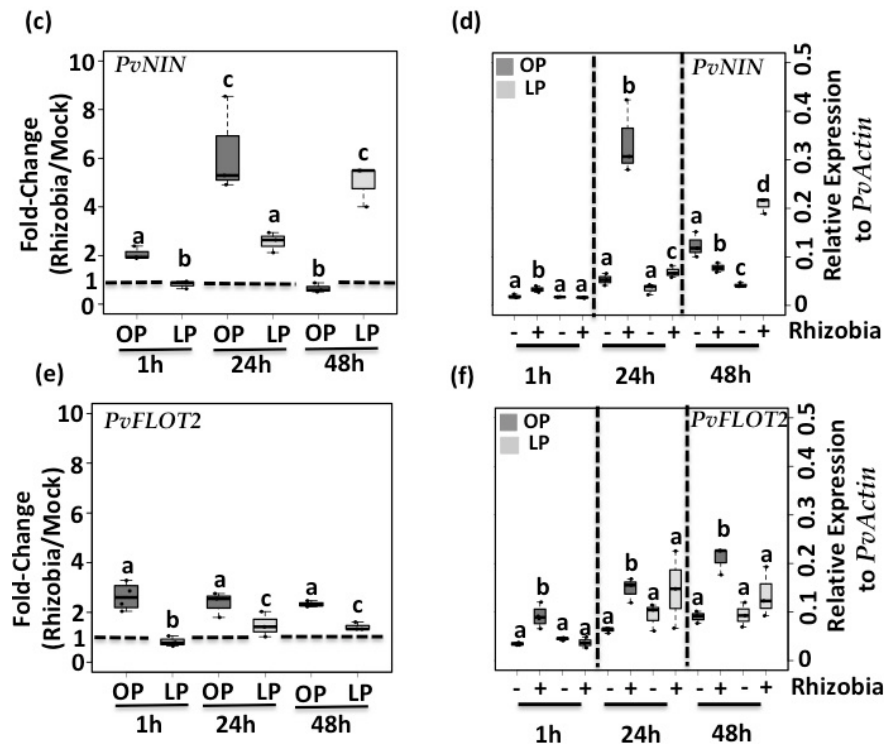 (c)
PvNIN
Fold-Change
(Rhizobia/Mock)
10
8
6
4
2
1
0
a
b
c
a
b
c
OP LP OP LP OP LP
1h 24h 48h
(d)
OP
LP
PvNIN
Relative Expression
to PvActin
0.5
0.4
0.3
0.2
0.1
0
a b a a
a b a c
a b c d
- + - + - + - + - + - + Rhizobia
1h 24h 48h
(e)
PvFLOT2
Fold-Change
(Rhizobia/Mock)
10
8
6
4
2
1
0
a b a c a c
OP LP OP LP OP LP
1h 24h 48h
(f)
OP
LP
PvFLOT2
Relative Expression
to PvActin
0.5
0.4
0.3
0.2
0.1
0
a b a a
a b a a
a b a a
- + - + - + - + - + - + Rhizobia
1h 24h 48h